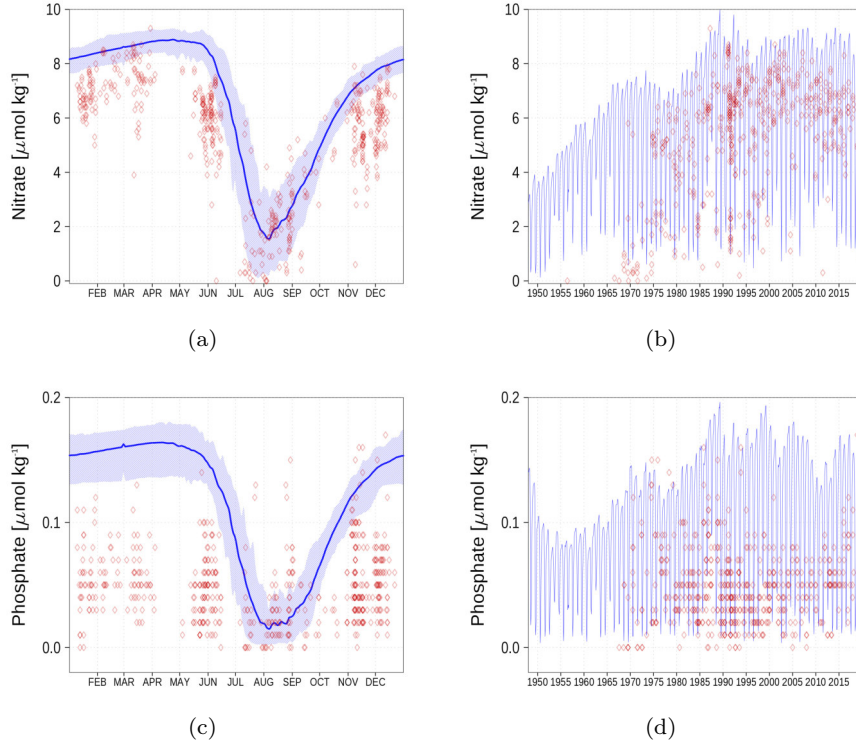 10
8
6
4
2
0
Nitrate [μmol kg⁻¹]
FEB MAR APR MAY JUN JUL AUG SEP OCT NOV DEC
(a)
10
8
6
4
2
0
Nitrate [μmol kg⁻¹]
1950 1955 1960 1965 1970 1975 1980 1985 1990 1995 2000 2005 2010 2015
(b)
0.2
0.1
0.0
Phosphate [μmol kg⁻¹]
FEB MAR APR MAY JUN JUL AUG SEP OCT NOV DEC
(c)
0.2
0.1
0.0
Phosphate [μmol kg⁻¹]
1950 1955 1960 1965 1970 1975 1980 1985 1990 1995 2000 2005 2010 2015
(d)